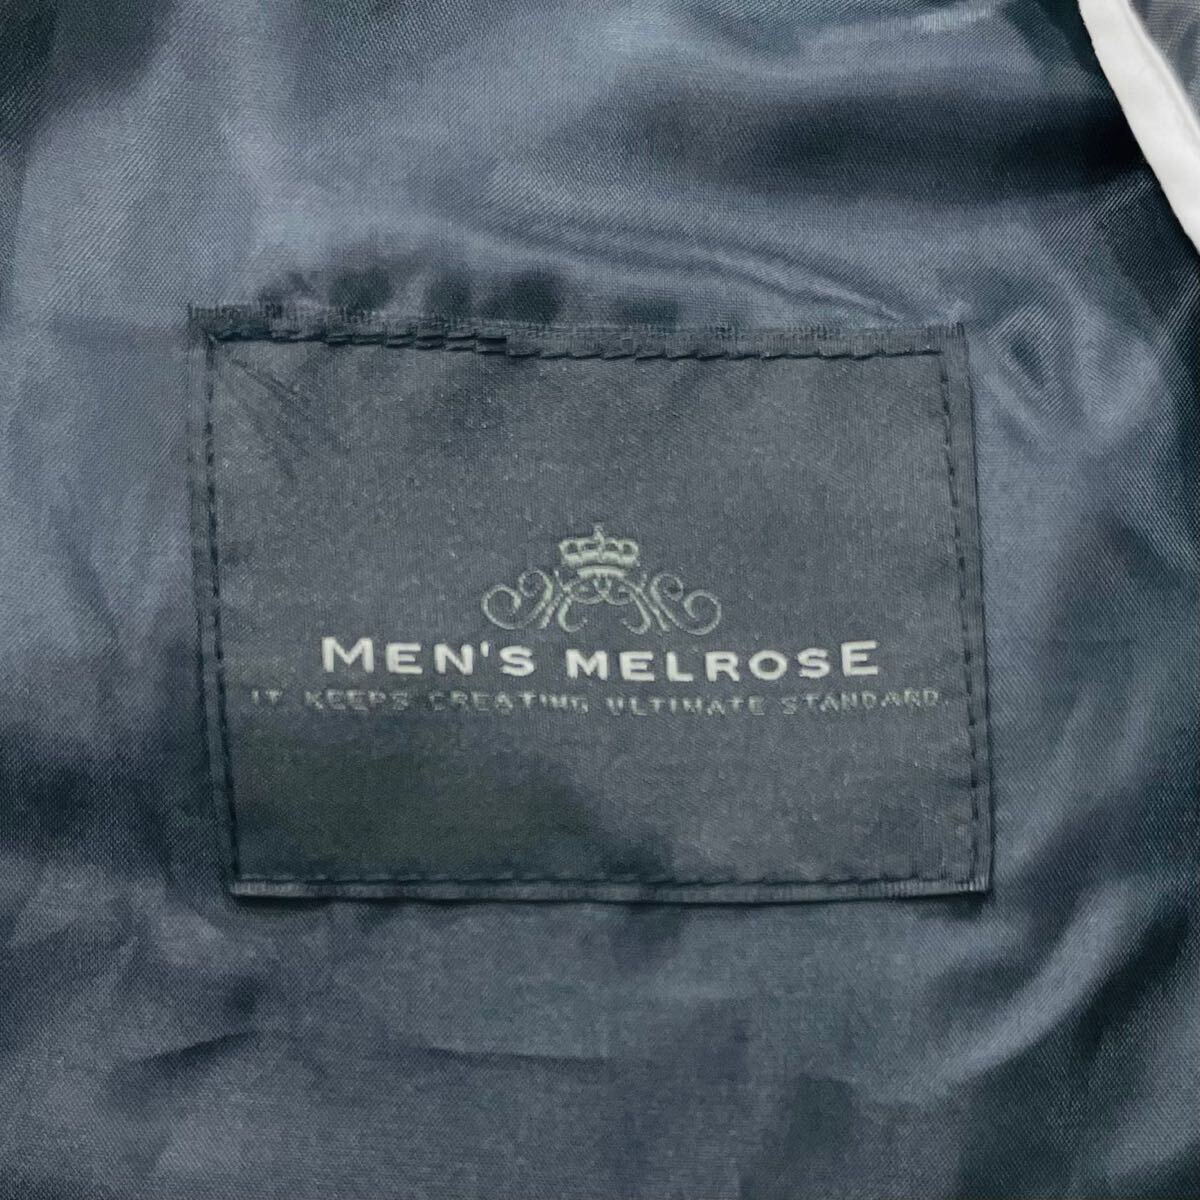 MEN'S MELROSE
IT KEEPS CREATING ULTIMATE STANDARD.